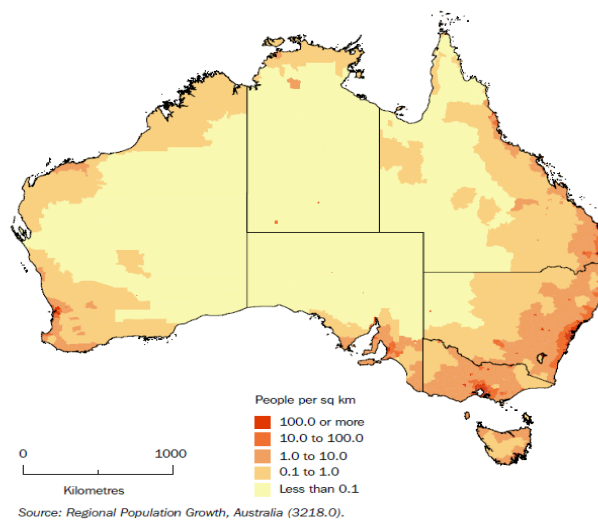 People per sq km
100.0 or more
10.0 to 100.0
1.0 to 10.0
0.1 to 1.0
Less than 0.1
0 1000
Kilometres
Source: Regional Population Growth, Australia (3218.0).